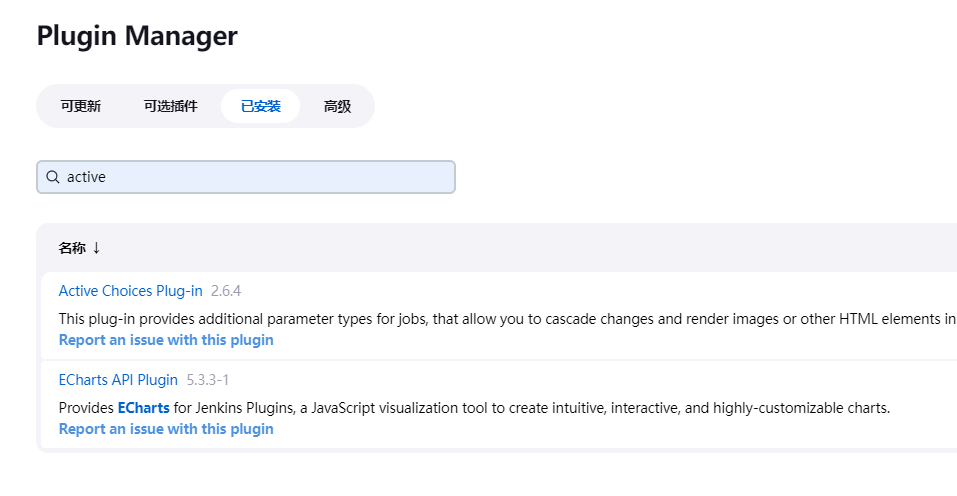 Plugin Manager
可更新 可选插件 已安装 高级
active
名称 ↓
Active Choices Plug-in 2.6.4
This plug-in provides additional parameter types for jobs, that allow you to cascade changes and render images or other HTML elements in
Report an issue with this plugin
ECharts API Plugin 5.3.3-1
Provides ECharts for Jenkins Plugins, a JavaScript visualization tool to create intuitive, interactive, and highly-customizable charts.
Report an issue with this plugin